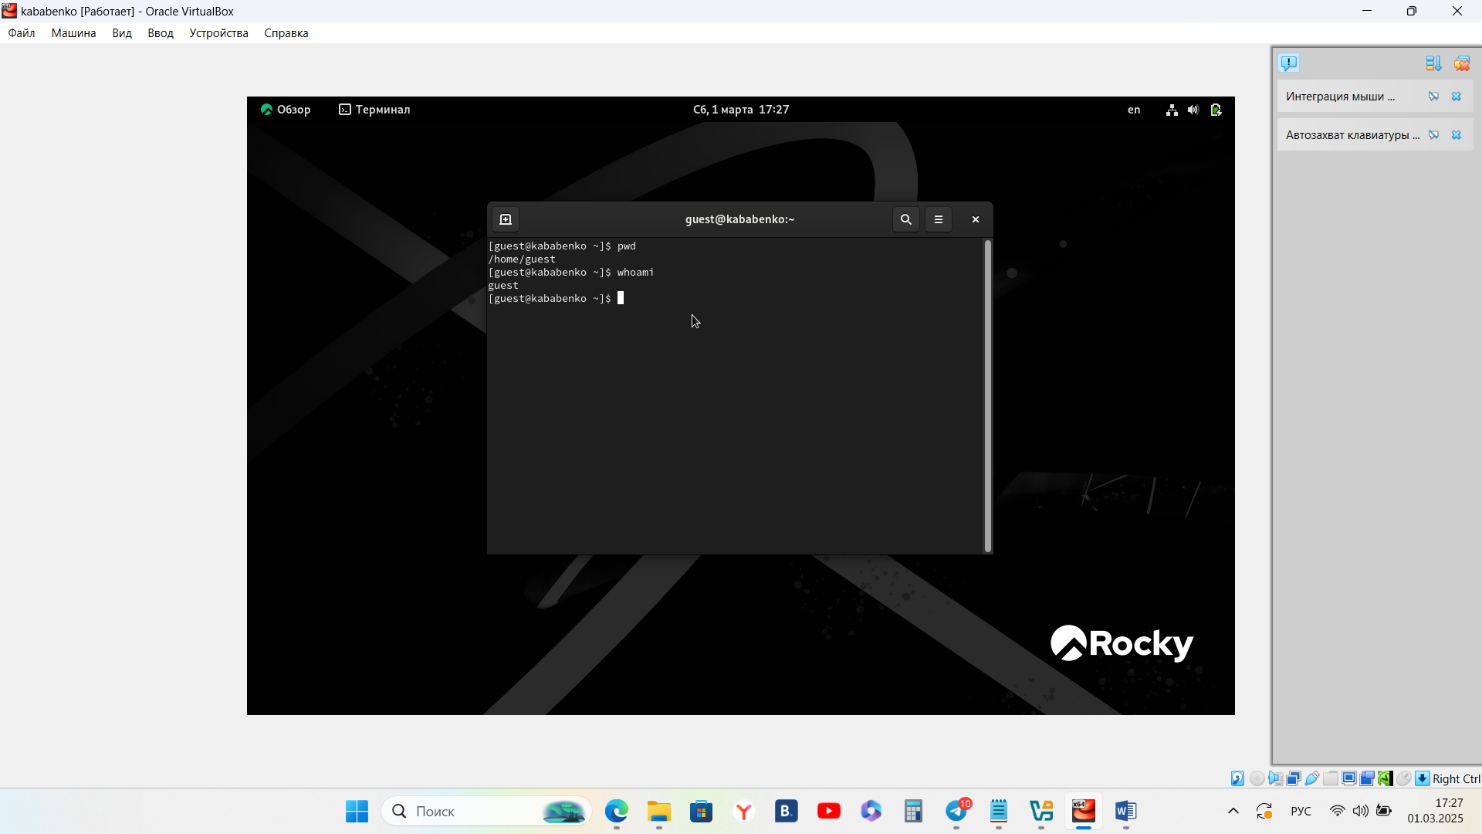 kababenko [Работает] - Oracle VirtualBox
Файл Машина Вид Ввод Устройства Справка
Обзор Терминал Сб, 1 марта 17:27 en
Интеграция мыши ...
Автозахват клавиатуры ...
guest@kababenko:~
[guest@kababenko ~]$ pwd
/home/guest
[guest@kababenko ~]$ whoami
guest
[guest@kababenko ~]$
Rocky
Right Ctrl
Поиск B. 10 x64 W РУС 17:27
01.03.2025